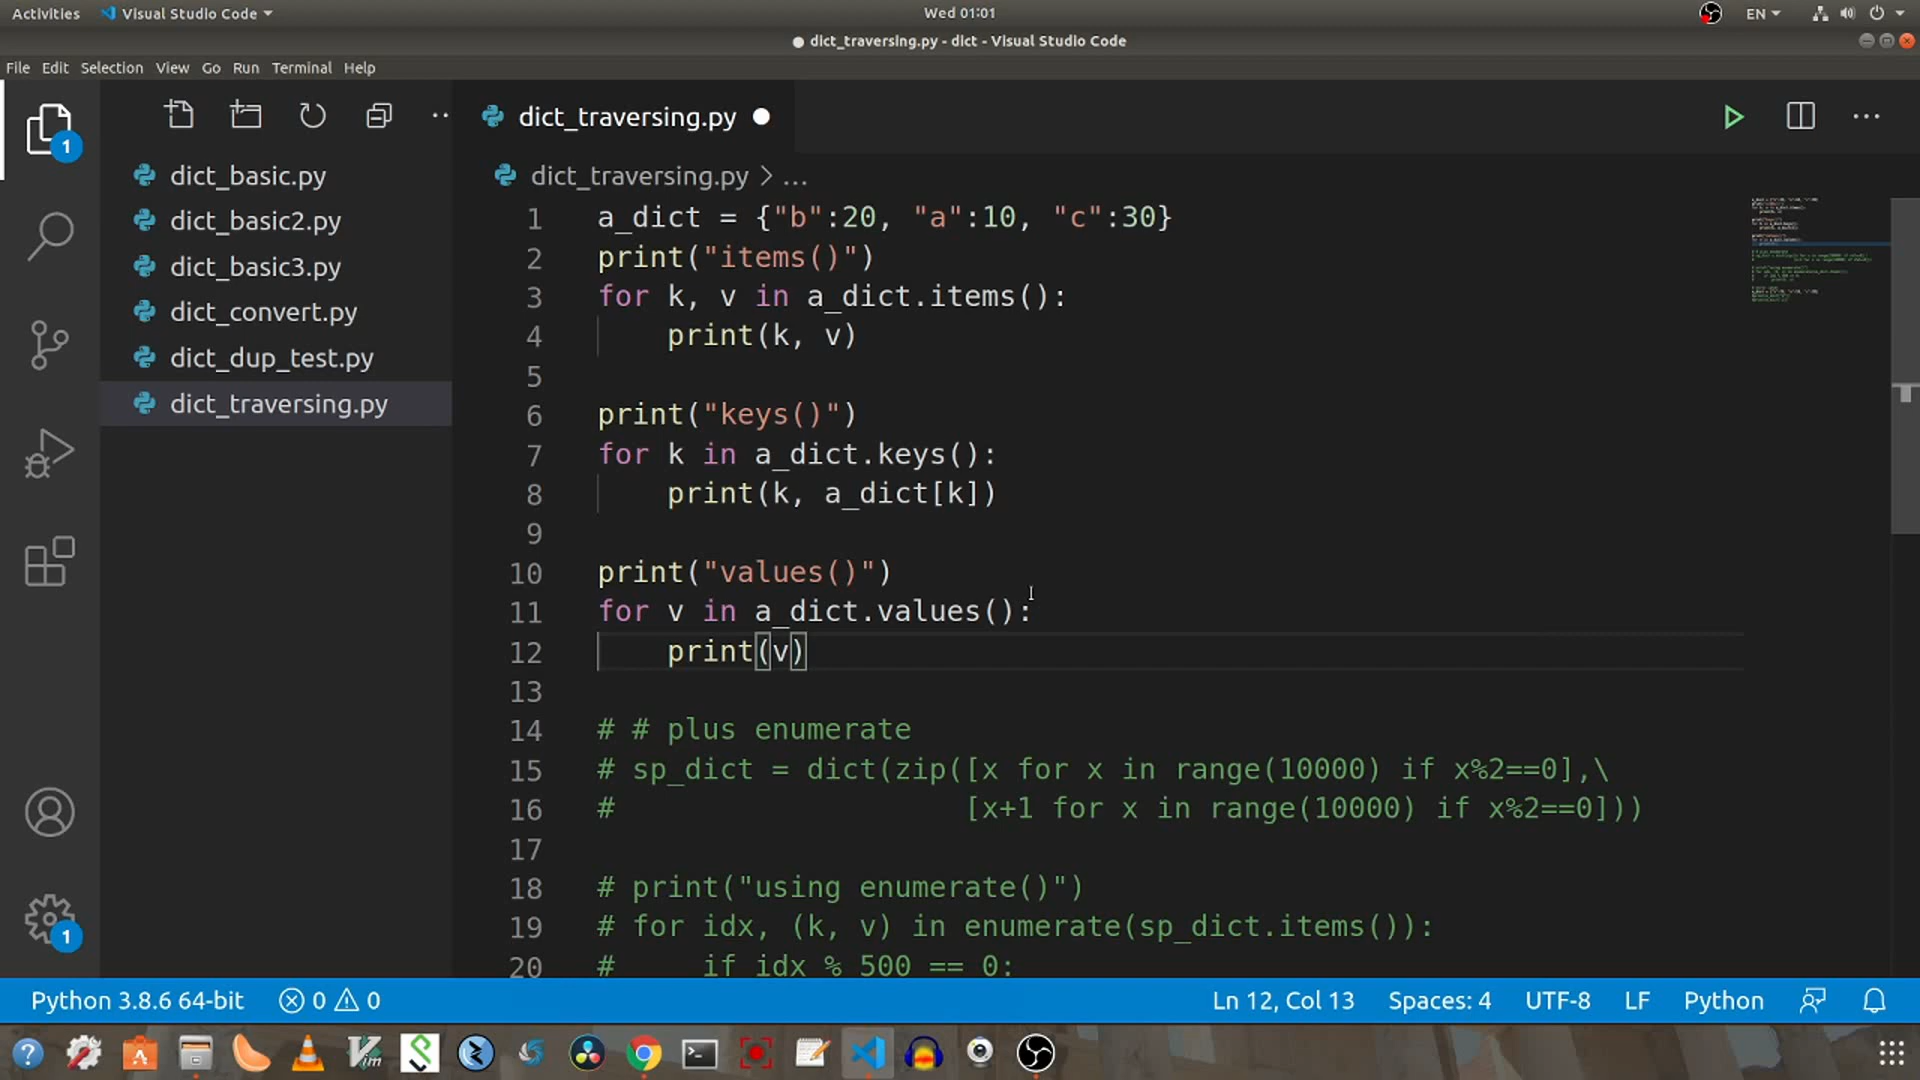 Activities Visual Studio Code Wed 01:01 EN
dict_traversing.py - dict - Visual Studio Code
File Edit Selection View Go Run Terminal Help
dict_traversing.py
dict_traversing.py > ...
1
dict_basic.py
dict_basic2.py
dict_basic3.py
dict_convert.py
dict_dup_test.py
dict_traversing.py
1
1 a_dict = {"b":20, "a":10, "c":30}
2 print("items()")
3 for k, v in a_dict.items():
4     print(k, v)
5
6 print("keys()")
7 for k in a_dict.keys():
8     print(k, a_dict[k])
9
10 print("values()")
11 for v in a_dict.values():
12     print(v)
13
14 # # plus enumerate
15 # sp_dict = dict(zip([x for x in range(10000) if x%2==0],\
16 #                    [x+1 for x in range(10000) if x%2==0]))
17
18 # print("using enumerate()")
19 # for idx, (k, v) in enumerate(sp_dict.items()):
20 #     if idx % 500 == 0:
Python 3.8.6 64-bit 0 0 Ln 12, Col 13 Spaces: 4 UTF-8 LF Python